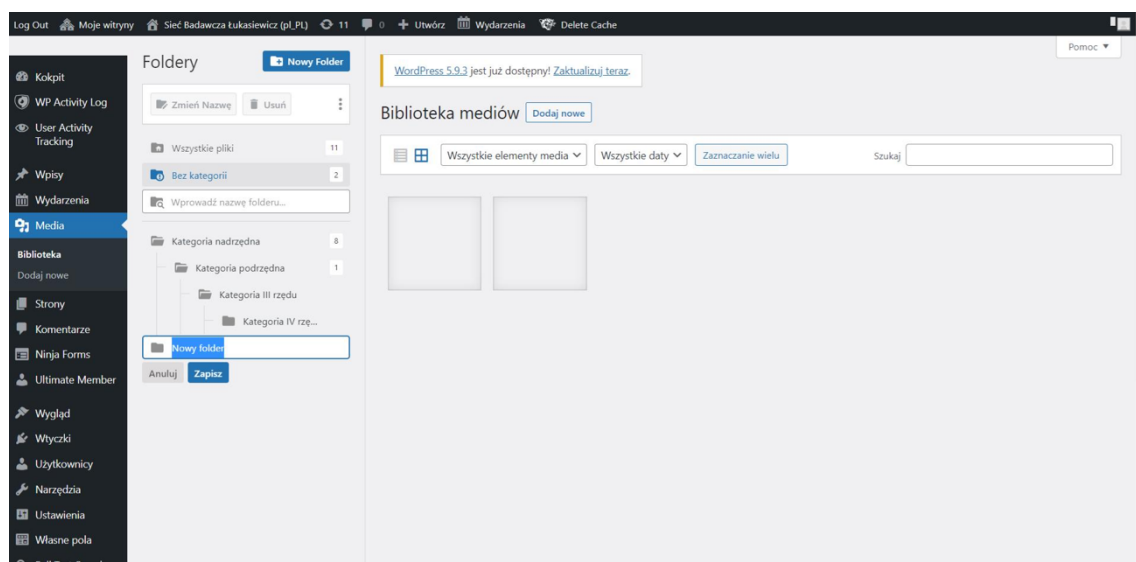 Log Out Moje witryny Sieć Badawcza Łukasiewicz (pl_PL) 11 0 Utwórz Wydarzenia Delete Cache
Pomoc
Kokpit
WP Activity Log
User Activity
Tracking
Wpisy
Wydarzenia
Media
Biblioteka
Dodaj nowe
Strony
Komentarze
Ninja Forms
Ultimate Member
Wygląd
Wtyczki
Użytkownicy
Narzędzia
Ustawienia
Własne pola
Foldery Nowy Folder
Zmień Nazwę Usuń
Wszystkie pliki 11
Bez kategorii 2
Wprowadź nazwę folderu...
Kategoria nadrzędna 8
Kategoria podrzędna 1
Kategoria III rzędu
Kategoria IV rzę...
Nowy folder
Anuluj Zapisz
WordPress 5.9.3 jest już dostępny! Zaktualizuj teraz.
Biblioteka mediów Dodaj nowe
Wszystkie elementy media Wszystkie daty Zaznaczanie wielu Szukaj